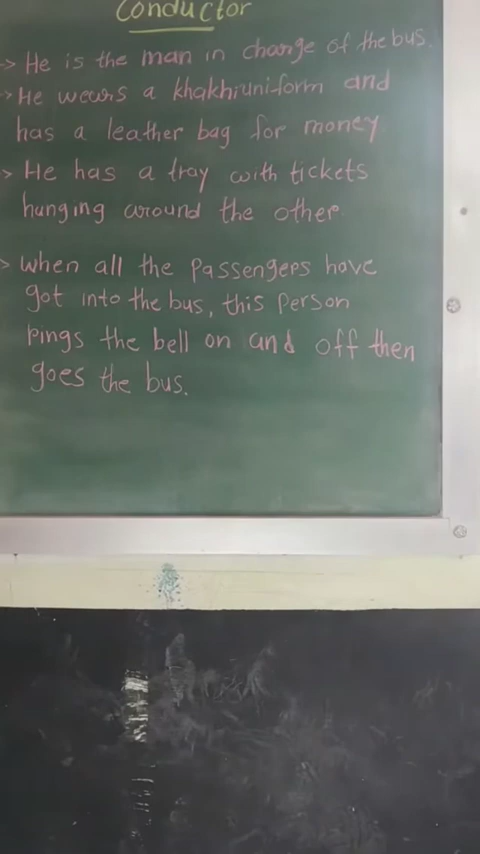 Conductor
-> He is the man in charge of the bus.
-> He wears a khakhiuniform and
has a leather bag for money
> He has a tray with tickets
hunging around the other.
> When all the passengers have
got into the bus, this person
Rings the bell on and off then
goes the bus.